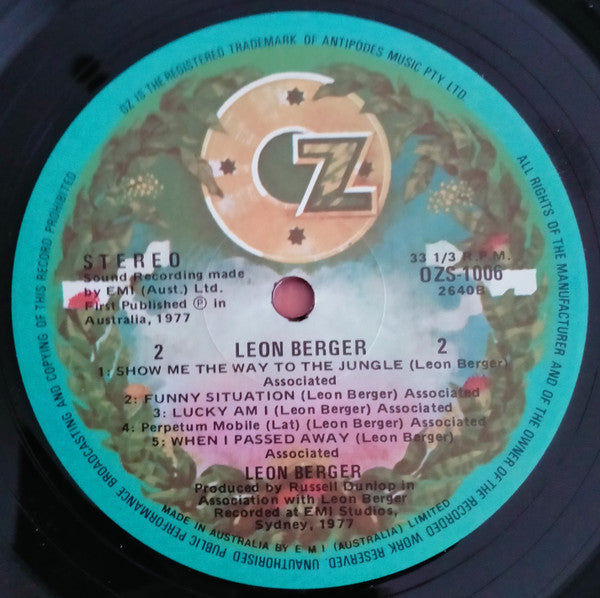 OZ IS THE REGISTERED TRADEMARK OF ANTIPODES MUSIC PTY LTD.
OZ
STEREO
Sound Recording made
by EMI (Aust.) Ltd.
First Published Ⓟ in
Australia, 1977
33 1/3 R.P.M.
OZS-1006
2640B
2 LEON BERGER 2
1: SHOW ME THE WAY TO THE JUNGLE (Leon Berger)
Associated
2: FUNNY SITUATION (Leon Berger) Associated
3: LUCKY AM I (Leon Berger) Associated
4: Perpetum Mobile (Lat) (Leon Berger) Associated
5: WHEN I PASSED AWAY (Leon Berger)
Associated
LEON BERGER
Produced by Russell Dunlop in
Association with Leon Berger
Recorded at EMI Studios,
Sydney, 1977
MADE IN AUSTRALIA BY E M I (AUSTRALIA) LIMITED
ALL RIGHTS OF THE MANUFACTURER AND OF THE OWNER OF THE RECORDED WORK RESERVED. UNAUTHORISED PUBLIC PERFORMANCE BROADCASTING AND COPYING OF THIS RECORD PROHIBITED